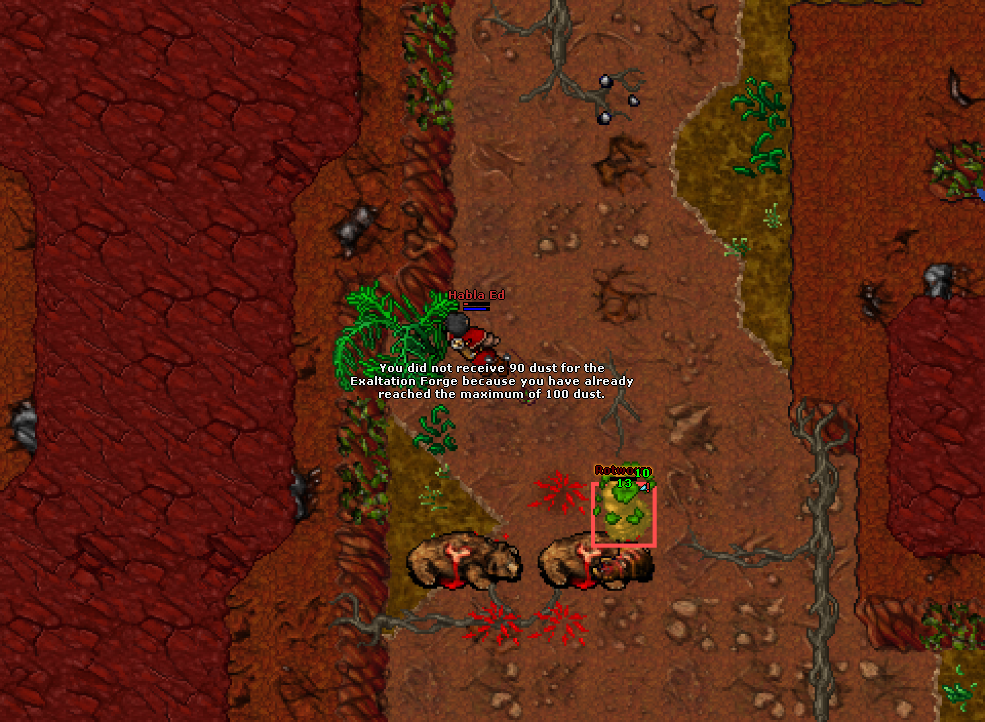 Habla Ed
You did not receive 90 dust for the
Exaltation Forge because you have already
reached the maximum of 100 dust.
Rotworm
10
13